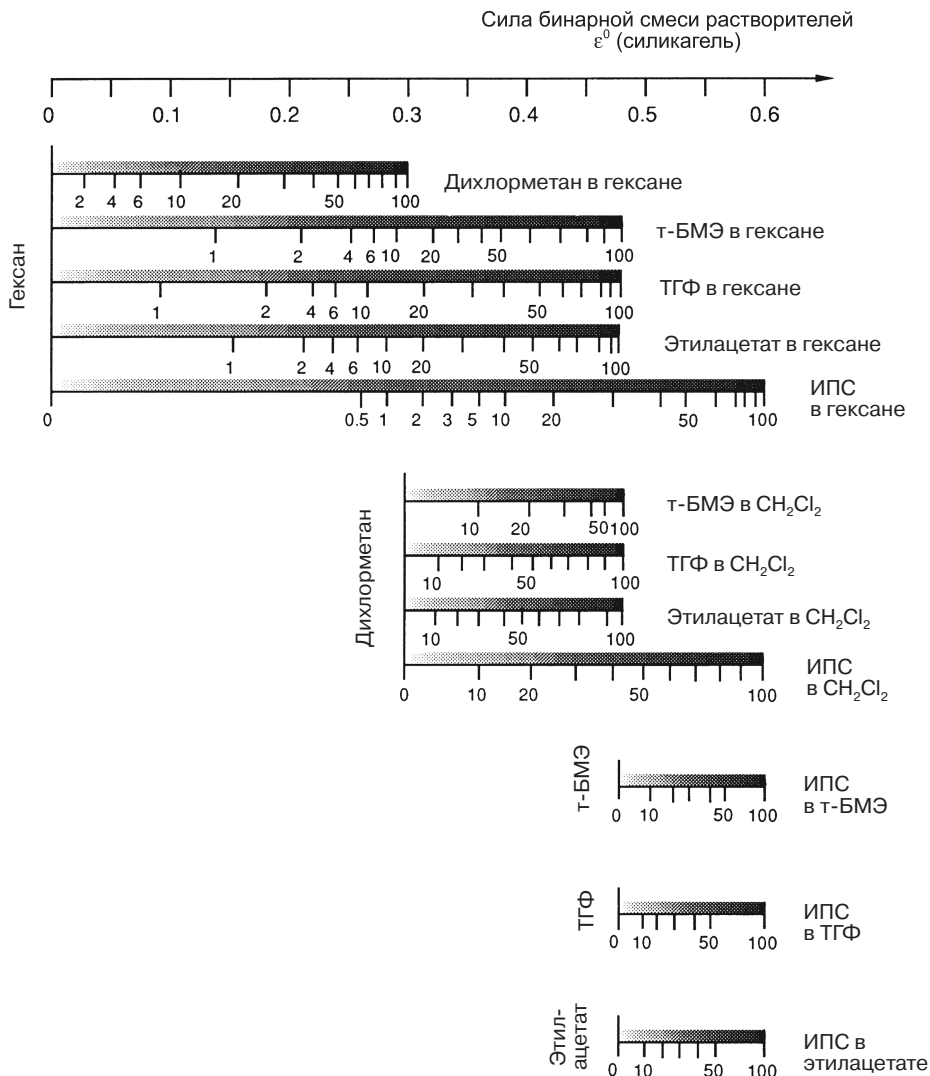 Сила бинарной смеси растворителей
ε⁰ (силикагель)
0 0.1 0.2 0.3 0.4 0.5 0.6
Гексан
2 4 6 10 20 50 100
Дихлорметан в гексане
1 2 4 6 10 20 50 100
т-БМЭ в гексане
1 2 4 6 10 20 50 100
ТГФ в гексане
1 2 4 6 10 20 50 100
Этилацетат в гексане
0 0.5 1 2 3 5 10 20 50 100
ИПС
в гексане
Дихлорметан
10 20 50 100
т-БМЭ в CH₂Cl₂
10 50 100
ТГФ в CH₂Cl₂
10 50 100
Этилацетат в CH₂Cl₂
0 10 20 50 100
ИПС
в CH₂Cl₂
т-БМЭ
0 10 50 100
ИПС
в т-БМЭ
ТГФ
0 10 50 100
ИПС
в ТГФ
Этил-
ацетат
0 10 50 100
ИПС в
этилацетате